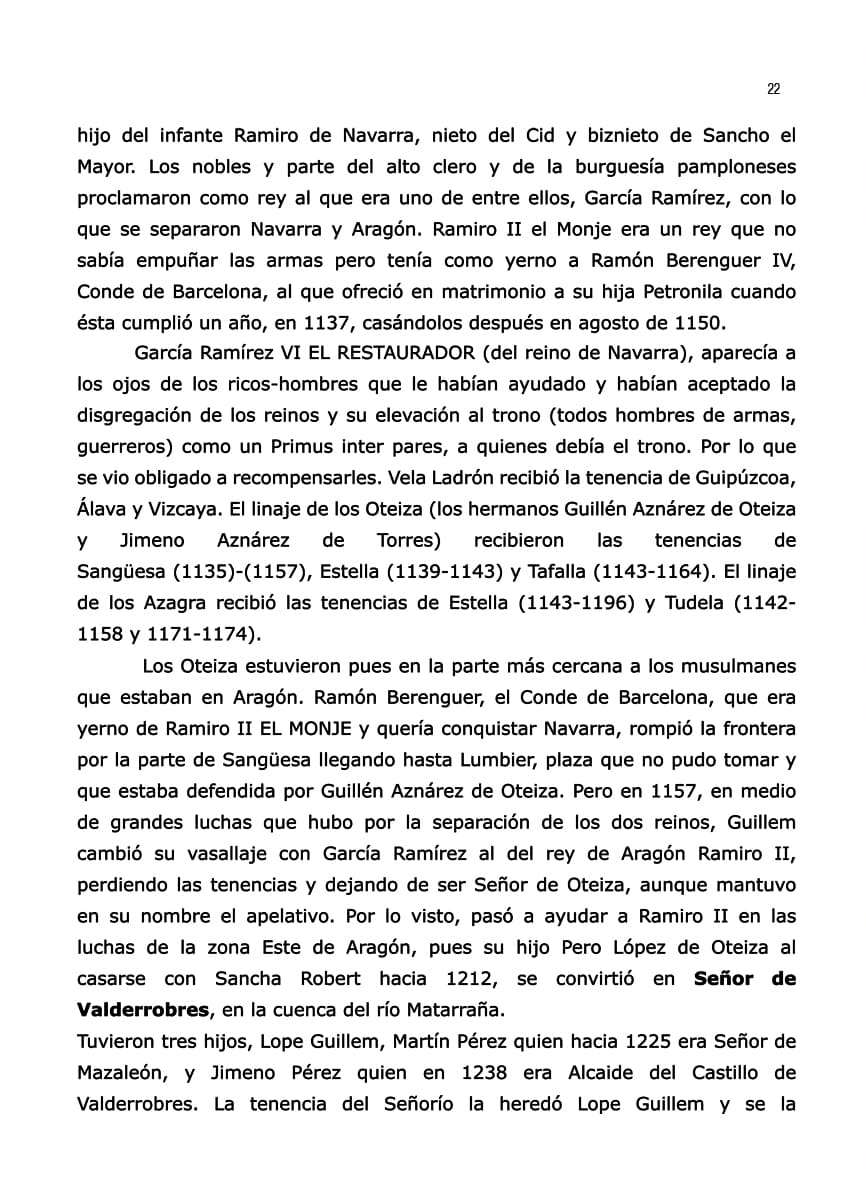 22
hijo del infante Ramiro de Navarra, nieto del Cid y biznieto de Sancho el
Mayor. Los nobles y parte del alto clero y de la burguesía pamploneses
proclamaron como rey al que era uno de entre ellos, García Ramírez, con lo
que se separaron Navarra y Aragón. Ramiro II el Monje era un rey que no
sabía empuñar las armas pero tenía como yerno a Ramón Berenguer IV,
Conde de Barcelona, al que ofreció en matrimonio a su hija Petronila cuando
ésta cumplió un año, en 1137, casándolos después en agosto de 1150.
García Ramírez VI EL RESTAURADOR (del reino de Navarra), aparecía a
los ojos de los ricos-hombres que le habían ayudado y habían aceptado la
disgregación de los reinos y su elevación al trono (todos hombres de armas,
guerreros) como un Primus inter pares, a quienes debía el trono. Por lo que
se vio obligado a recompensarles. Vela Ladrón recibió la tenencia de Guipúzcoa,
Álava y Vizcaya. El linaje de los Oteiza (los hermanos Guillén Aznárez de Oteiza
y Jimeno Aznárez de Torres) recibieron las tenencias de
Sangüesa (1135)-(1157), Estella (1139-1143) y Tafalla (1143-1164). El linaje
de los Azagra recibió las tenencias de Estella (1143-1196) y Tudela (1142-
1158 y 1171-1174).
Los Oteiza estuvieron pues en la parte más cercana a los musulmanes
que estaban en Aragón. Ramón Berenguer, el Conde de Barcelona, que era
yerno de Ramiro II EL MONJE y quería conquistar Navarra, rompió la frontera
por la parte de Sangüesa llegando hasta Lumbier, plaza que no pudo tomar y
que estaba defendida por Guillén Aznárez de Oteiza. Pero en 1157, en medio
de grandes luchas que hubo por la separación de los dos reinos, Guillem
cambió su vasallaje con García Ramírez al del rey de Aragón Ramiro II,
perdiendo las tenencias y dejando de ser Señor de Oteiza, aunque mantuvo
en su nombre el apelativo. Por lo visto, pasó a ayudar a Ramiro II en las
luchas de la zona Este de Aragón, pues su hijo Pero López de Oteiza al
casarse con Sancha Robert hacia 1212, se convirtió en Señor de
Valderrobres, en la cuenca del río Matarraña.
Tuvieron tres hijos, Lope Guillem, Martín Pérez quien hacia 1225 era Señor de
Mazaleón, y Jimeno Pérez quien en 1238 era Alcaide del Castillo de
Valderrobres. La tenencia del Señorío la heredó Lope Guillem y se la